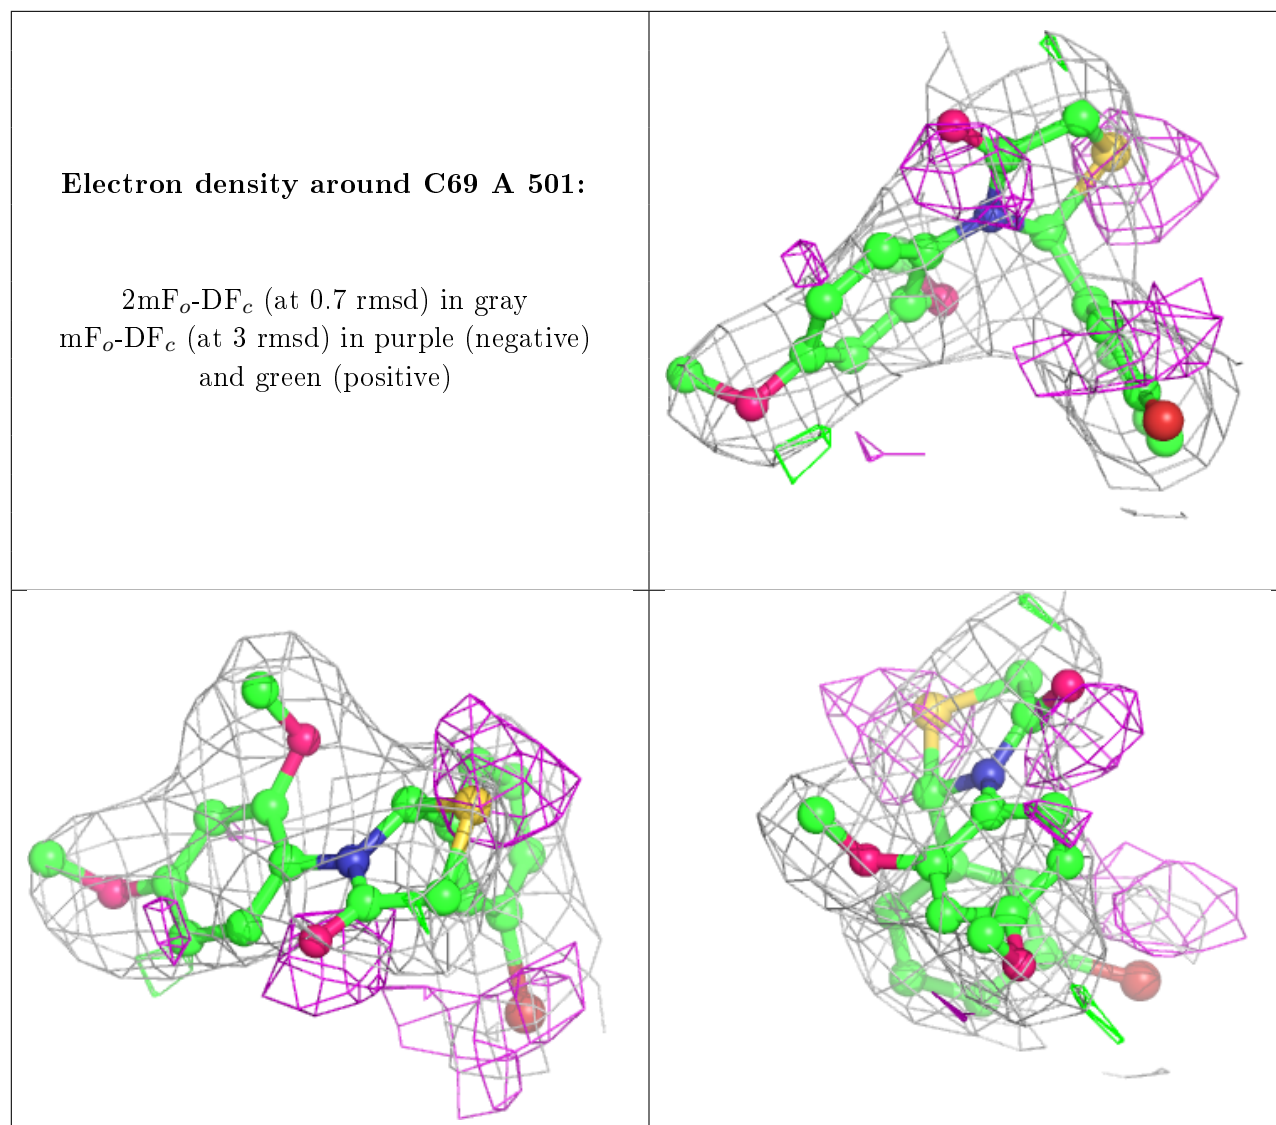 Electron density around C69 A 501:
2mFo-DFc (at 0.7 rmsd) in gray
mFo-DFc (at 3 rmsd) in purple (negative)
and green (positive)